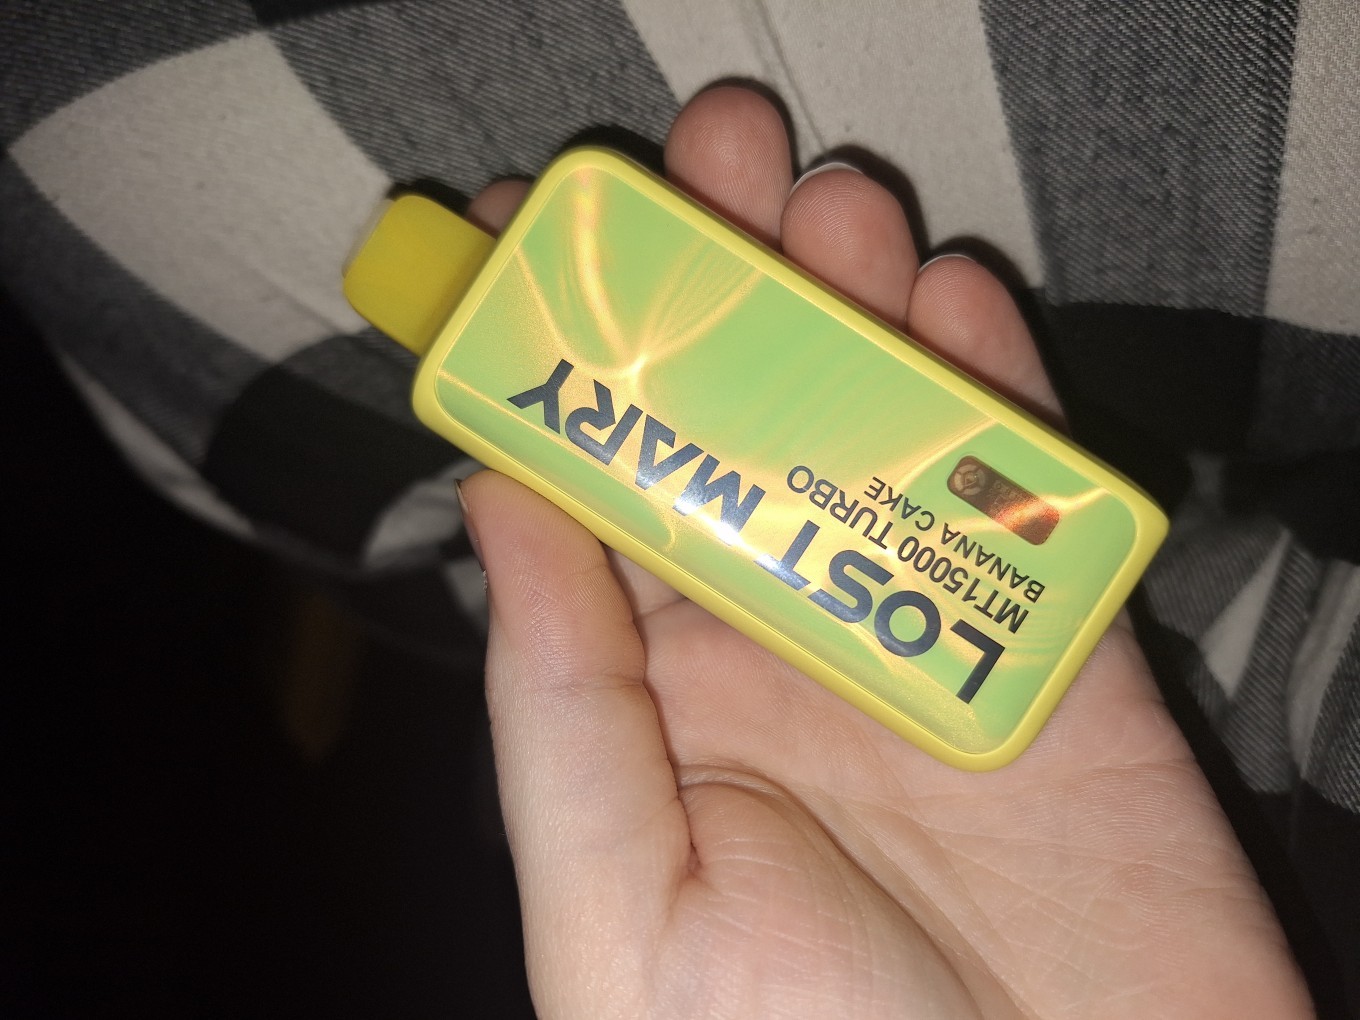 LOST MARY
MT15000 TURBO
BANANA CAKE